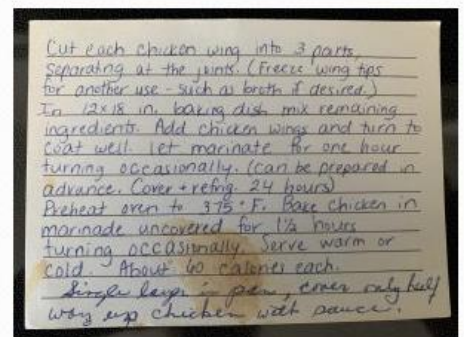 Cut each chicken wing into 3 parts,
Separating at the joints. (Freeze wing tips
for another use - such as broth if desired.)
In 12x18 in. baking dish mix remaining
ingredients. Add chicken wings and turn to
coat well. let marinate for one hour
turning occasionally. (can be prepared in
advance. Cover + refrig. 24 hours)
Preheat oven to 375° F. Bake chicken in
marinade uncovered for 1½ hours
turning occasionally. Serve warm or
cold. About 60 calories each.
Single layer in pan, cover only half
way up chicken with sauce.